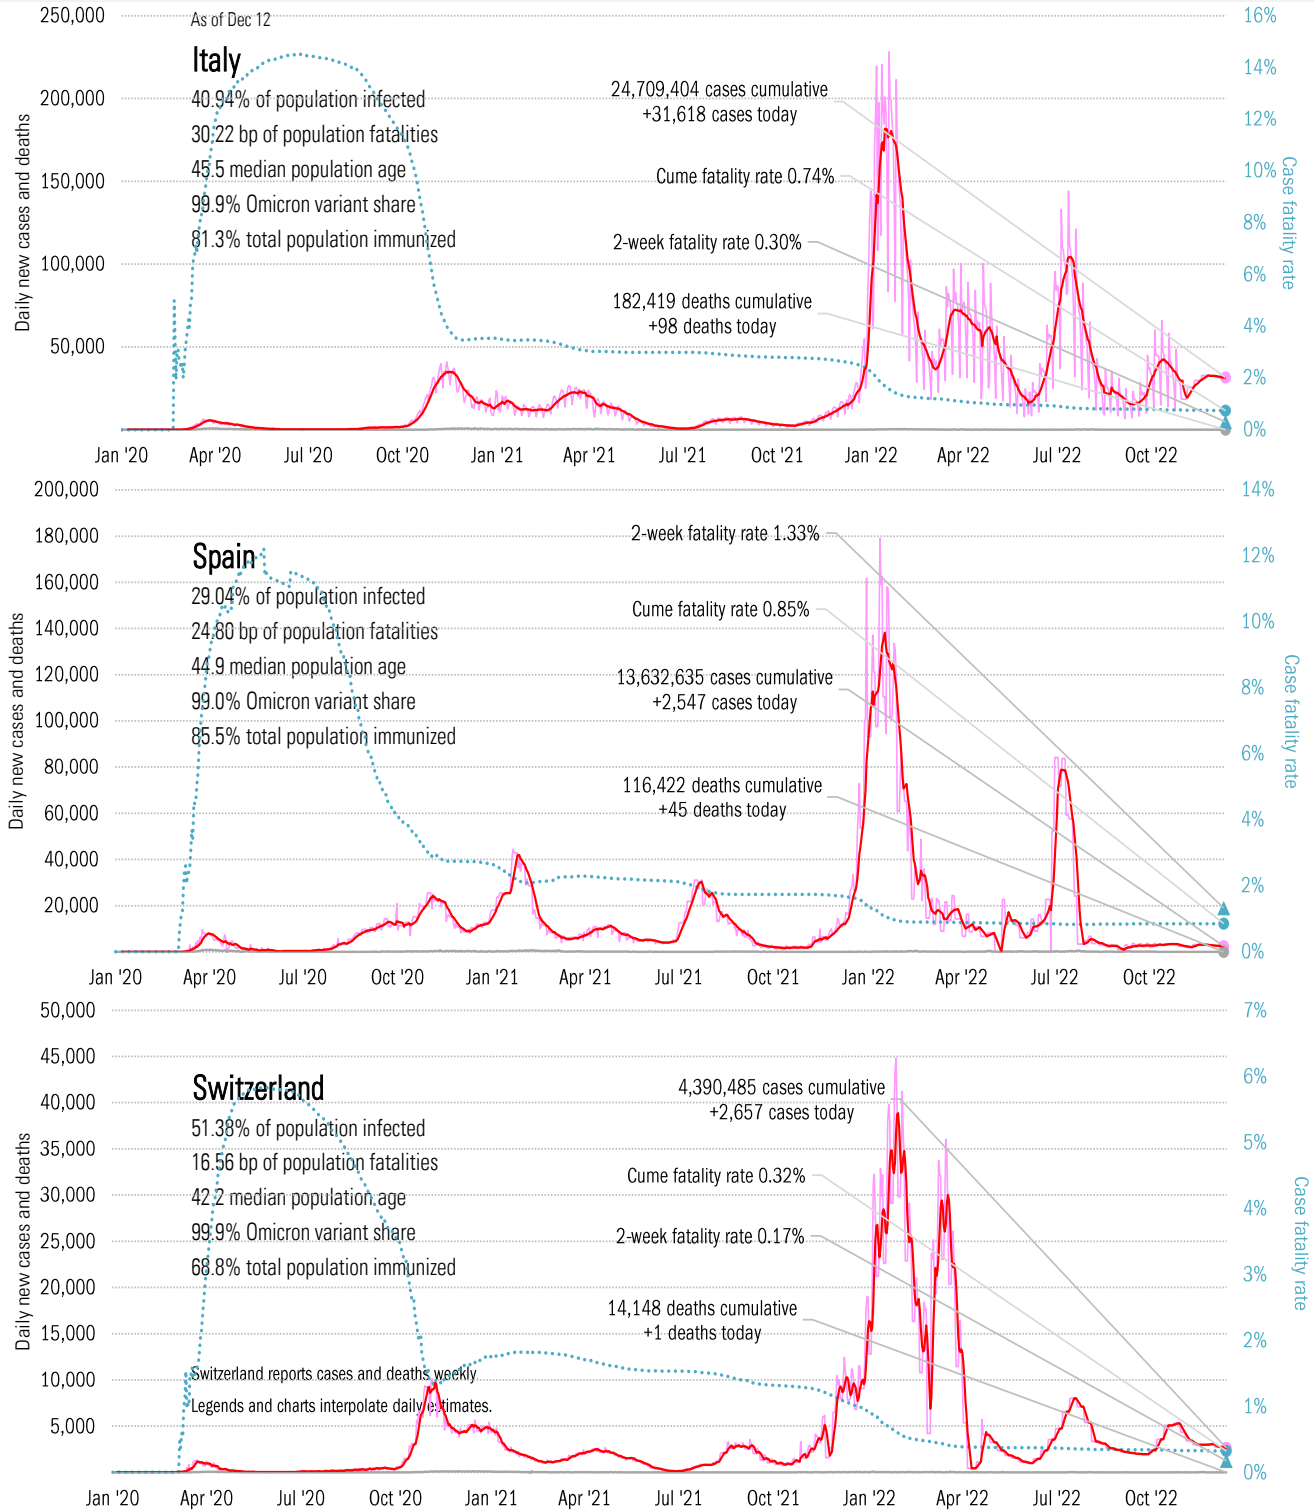 250,000
As of Dec 12
16%
Italy
14%
40.94% of population infected
24,709,404 cases cumulative
200,000
+31,618 cases today
12%
30.22 bp of population fatalities
45.5 median population age
Cume fatality rate 0.74%
10%
150,000
99.9% Omicron variant share
8%
81.3% total population immunized
2-week fatality rate 0.30%
100,000
6%
182,419 deaths cumulative
+98 deaths today
4%
50,000
2%
0%
Daily new cases and deaths
Case fatality rate
Jan '20 Apr '20 Jul '20 Oct '20 Jan '21 Apr '21 Jul '21 Oct '21 Jan '22 Apr '22 Jul '22 Oct '22
200,000
14%
180,000
2-week fatality rate 1.33%
Spain
12%
160,000
29.04% of population infected
Cume fatality rate 0.85%
10%
140,000
24.80 bp of population fatalities
44.9 median population age
13,632,635 cases cumulative
+2,547 cases today
8%
120,000
99.0% Omicron variant share
100,000
85.5% total population immunized
6%
80,000
116,422 deaths cumulative
+45 deaths today
60,000
4%
40,000
2%
20,000
0%
Daily new cases and deaths
Case fatality rate
Jan '20 Apr '20 Jul '20 Oct '20 Jan '21 Apr '21 Jul '21 Oct '21 Jan '22 Apr '22 Jul '22 Oct '22
50,000
7%
45,000
6%
Switzerland
4,390,485 cases cumulative
+2,657 cases today
40,000
51.38% of population infected
5%
35,000
16.56 bp of population fatalities
Cume fatality rate 0.32%
30,000
42.2 median population age
4%
99.9% Omicron variant share
2-week fatality rate 0.17%
25,000
68.8% total population immunized
3%
20,000
14,148 deaths cumulative
+1 deaths today
15,000
2%
Switzerland reports cases and deaths weekly
10,000
Legends and charts interpolate daily estimates.
1%
5,000
0%
Daily new cases and deaths
Case fatality rate
Jan '20 Apr '20 Jul '20 Oct '20 Jan '21 Apr '21 Jul '21 Oct '21 Jan '22 Apr '22 Jul '22 Oct '22